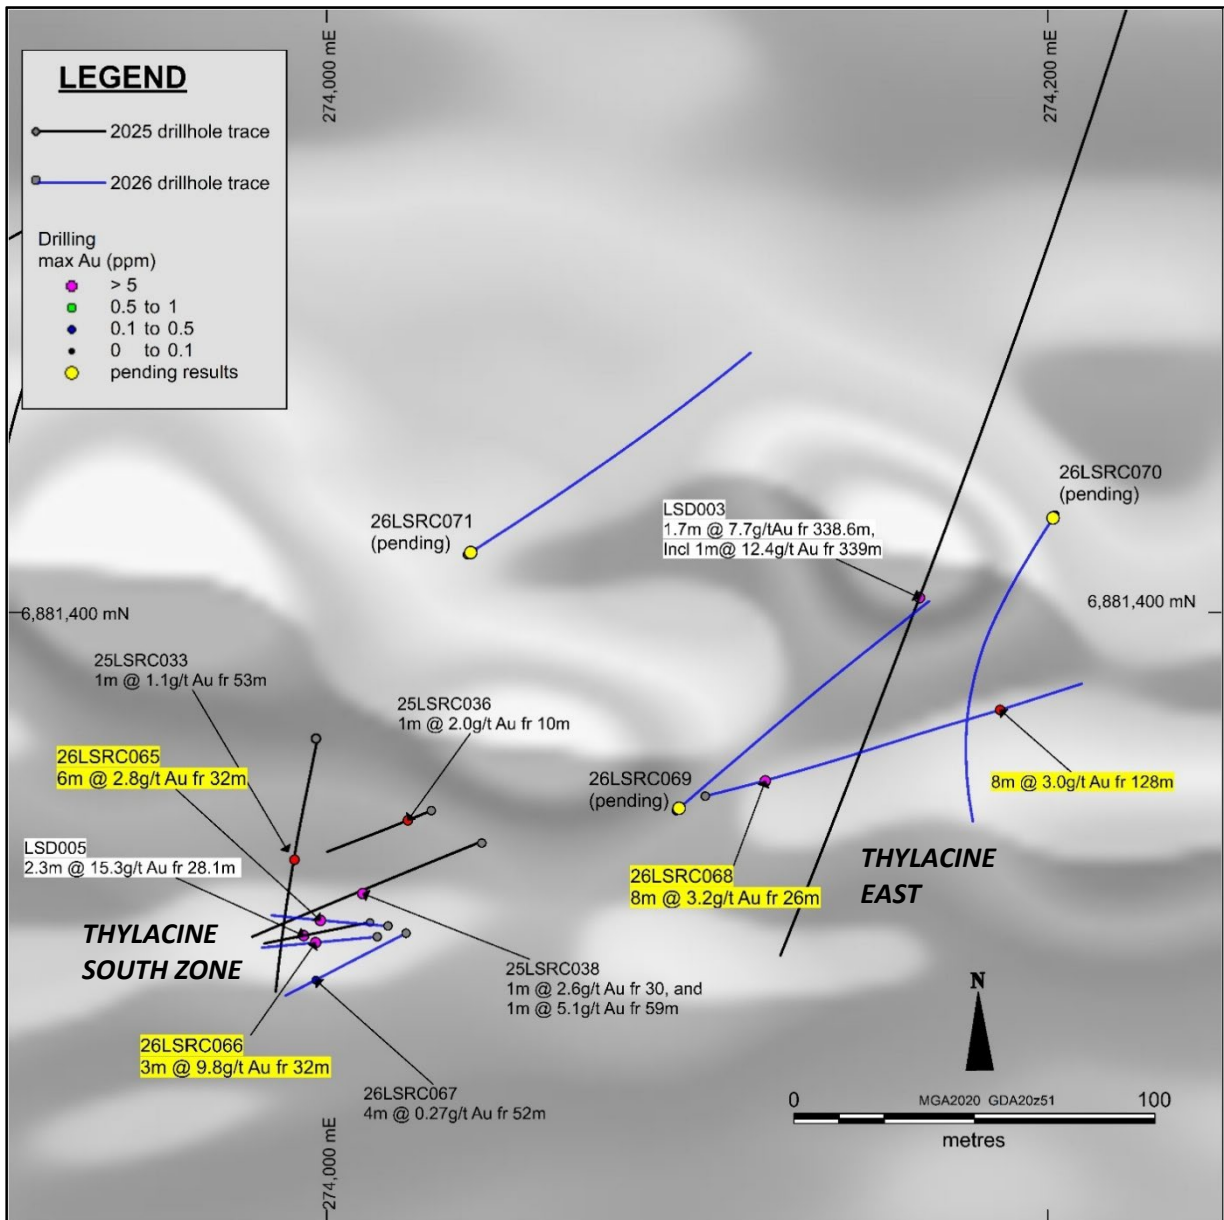 274,000 mE
274,200 mE
LEGEND
2025 drillhole trace
2026 drillhole trace
Drilling
max Au (ppm)
> 5
0.5 to 1
0.1 to 0.5
0 to 0.1
pending results
26LSRC070
(pending)
26LSRC071
(pending)
LSD003
1.7m @ 7.7g/tAu fr 338.6m,
Incl 1m@ 12.4g/t Au fr 339m
6,881,400 mN
6,881,400 mN
25LSRC033
1m @ 1.1g/t Au fr 53m
25LSRC036
1m @ 2.0g/t Au fr 10m
26LSRC065
6m @ 2.8g/t Au fr 32m
26LSRC069
(pending)
8m @ 3.0g/t Au fr 128m
LSD005
2.3m @ 15.3g/t Au fr 28.1m
26LSRC068
8m @ 3.2g/t Au fr 26m
THYLACINE
EAST
THYLACINE
SOUTH ZONE
25LSRC038
1m @ 2.6g/t Au fr 30, and
1m @ 5.1g/t Au fr 59m
N
26LSRC066
3m @ 9.8g/t Au fr 32m
26LSRC067
4m @ 0.27g/t Au fr 52m
0 MGA2020 GDA20z51 100
metres
274,000 mE